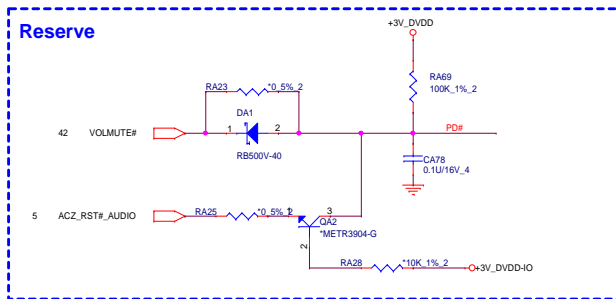 Reserve
+3V_DVDD
RA23
*0_5%_2
RA69
100K_1%_2
DA1
42
VOLMUTE#
1
2
PD#
RB500V-40
CA78
0.1U/16V_4
5
ACZ_RST#_AUDIO
RA25
*0_5%_2
1
3
QA2
*METR3904-G
2
RA28
*10K_1%_2
+3V_DVDD-IO